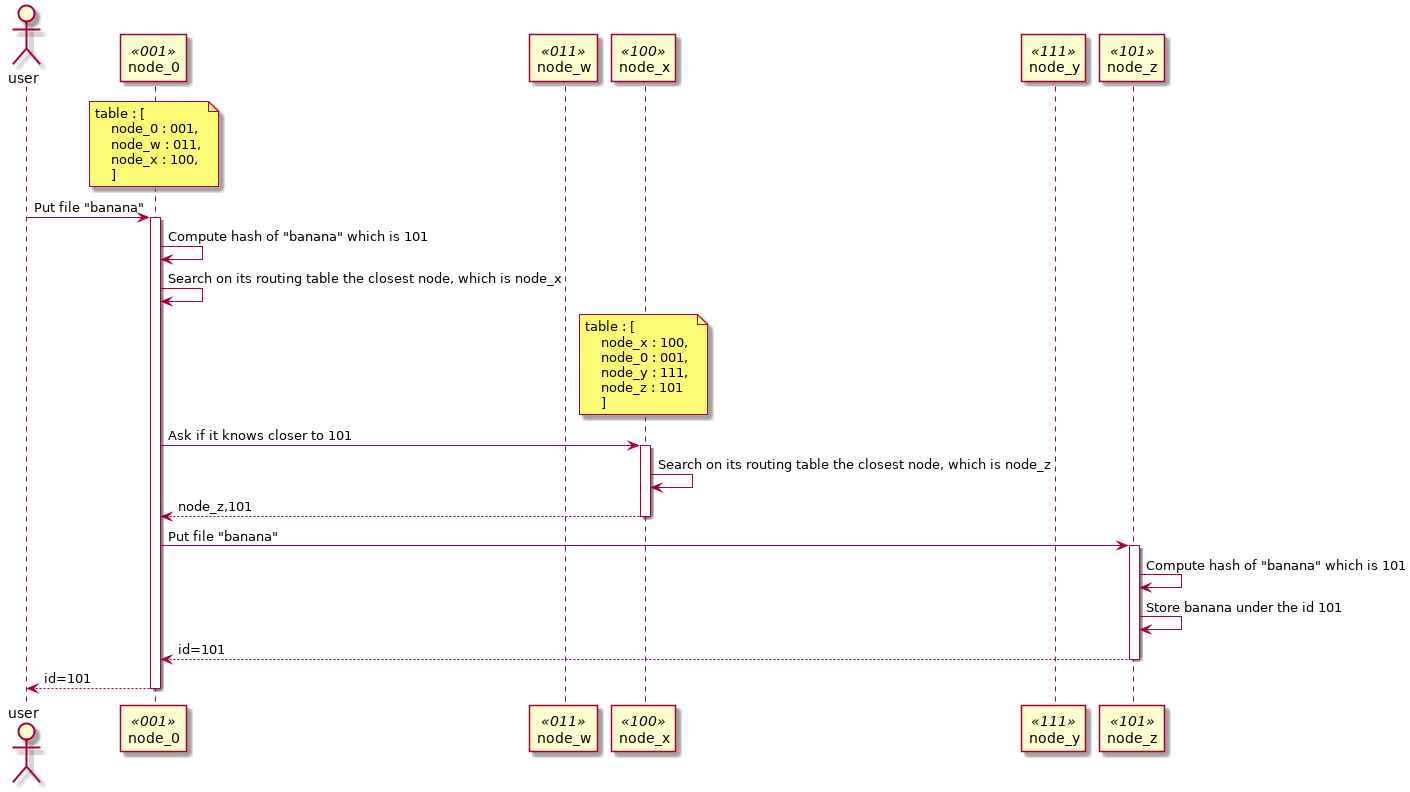 user
«001»
node_0
«011»
node_w
«100»
node_x
«111»
node_y
«101»
node_z
table : [
node_0 : 001,
node_w : 011,
node_x : 100,
]
Put file "banana"
Compute hash of "banana" which is 101
Search on its routing table the closest node, which is node_x
table : [
node_x : 100,
node_0 : 001,
node_y : 111,
node_z : 101
]
Ask if it knows closer to 101
Search on its routing table the closest node, which is node_z
node_z,101
Put file "banana"
Compute hash of "banana" which is 101
Store banana under the id 101
id=101
id=101
user
«001»
node_0
«011»
node_w
«100»
node_x
«111»
node_y
«101»
node_z